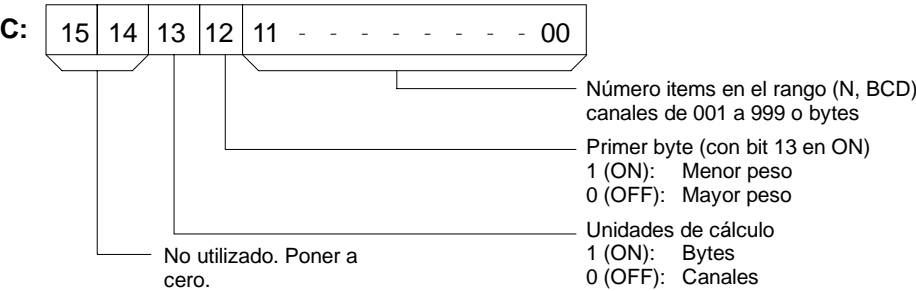 C: 15 14 13 12 11 - - - - - - - - 00
Número items en el rango (N, BCD)
canales de 001 a 999 o bytes
Primer byte (con bit 13 en ON)
1 (ON): Menor peso
0 (OFF): Mayor peso
Unidades de cálculo
1 (ON): Bytes
0 (OFF): Canales
No utilizado. Poner a
cero.